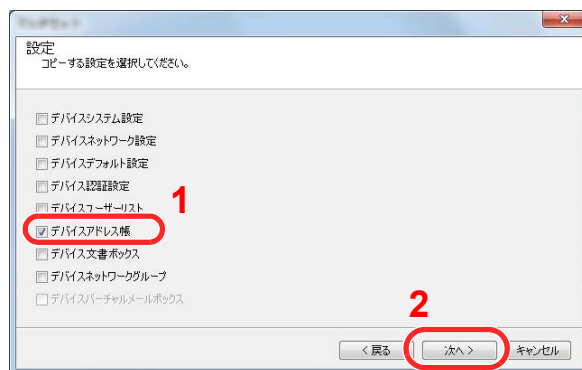 設定
コピーする設定を選択してください。
デバイスシステム設定
デバイスネットワーク設定
デバイスデフォルト設定
デバイス認証設定
デバイスユーザーリスト
1
デバイスアドレス帳
デバイス文書ボックス
デバイスネットワークグループ
デバイスバーチャルメールボックス
2
< 戻る 次へ > キャンセル